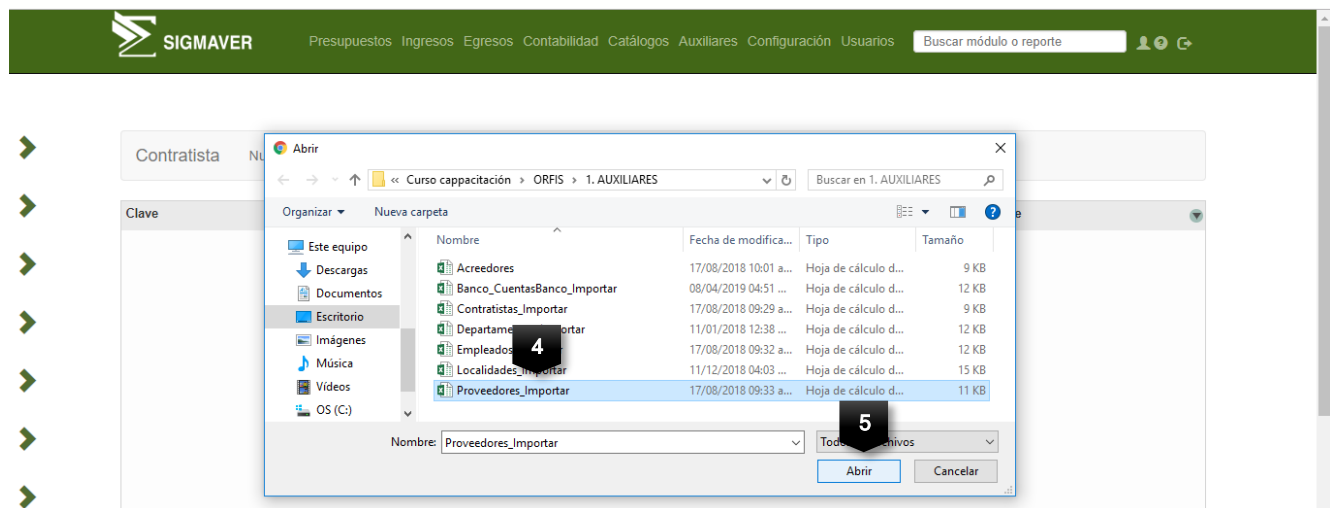 SIGMAVER
Presupuestos Ingresos Egresos Contabilidad Catálogos Auxiliares Configuración Usuarios
Buscar módulo o reporte
Contratista
Clave
Abrir
« Curso cappacitación › ORFIS › 1. AUXILIARES
Buscar en 1. AUXILIARES
Organizar
Nueva carpeta
Este equipo
Descargas
Documentos
Escritorio
Imágenes
Música
Vídeos
OS (C:)
Nombre Fecha de modifica... Tipo Tamaño
Acreedores 17/08/2018 10:01 a... Hoja de cálculo d... 9 KB
Banco_CuentasBanco_Importar 08/04/2019 04:51 ... Hoja de cálculo d... 12 KB
Contratistas_Importar 17/08/2018 09:29 a... Hoja de cálculo d... 9 KB
11/01/2018 12:38 ... Hoja de cálculo d... 12 KB
Empleados 17/08/2018 09:32 a... Hoja de cálculo d... 12 KB
Localidades_Importar 11/12/2018 04:03 ... Hoja de cálculo d... 15 KB
Proveedores_Importar 17/08/2018 09:33 a... Hoja de cálculo d... 11 KB
4
5
Nombre: Proveedores_Importar
Abrir Cancelar